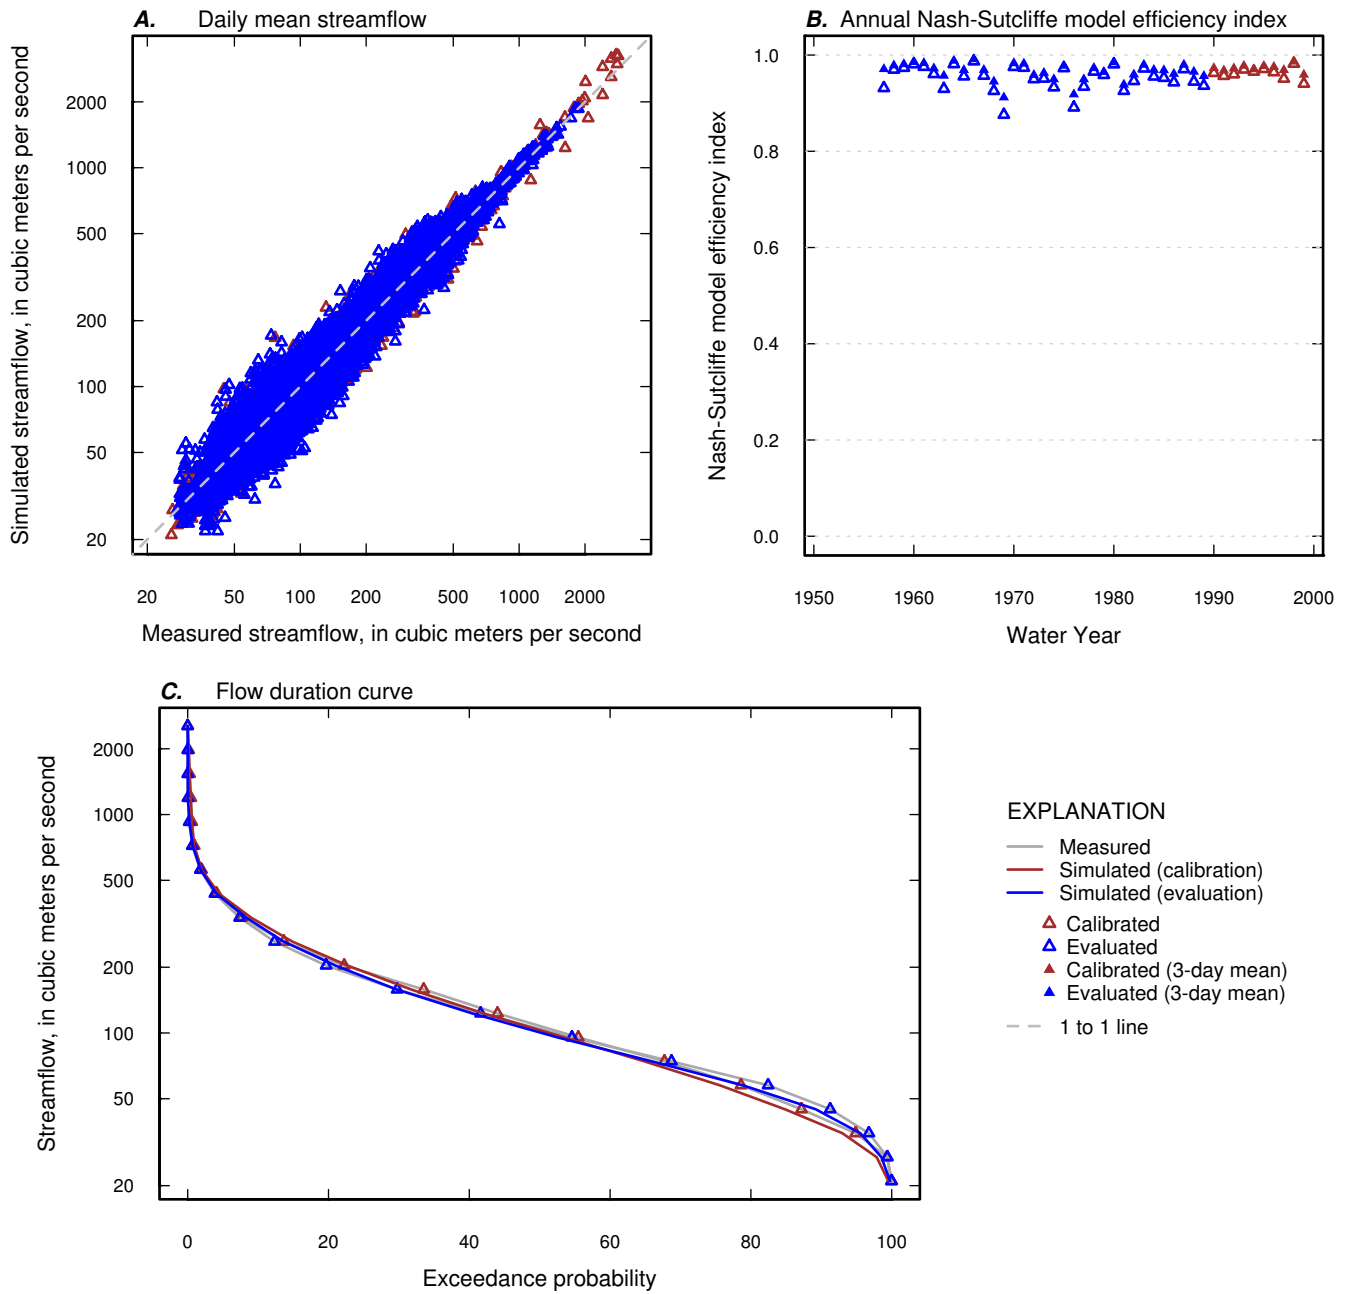 A. Daily mean streamflow
Simulated streamflow, in cubic meters per second
2000
1000
500
200
100
50
20
20 50 100 200 500 1000 2000
Measured streamflow, in cubic meters per second
B. Annual Nash-Sutcliffe model efficiency index
Nash-Sutcliffe model efficiency index
1.0
0.8
0.6
0.4
0.2
0.0
1950 1960 1970 1980 1990 2000
Water Year
C. Flow duration curve
Streamflow, in cubic meters per second
2000
1000
500
200
100
50
20
0 20 40 60 80 100
Exceedance probability
EXPLANATION
Measured
Simulated (calibration)
Simulated (evaluation)
Calibrated
Evaluated
Calibrated (3-day mean)
Evaluated (3-day mean)
1 to 1 line